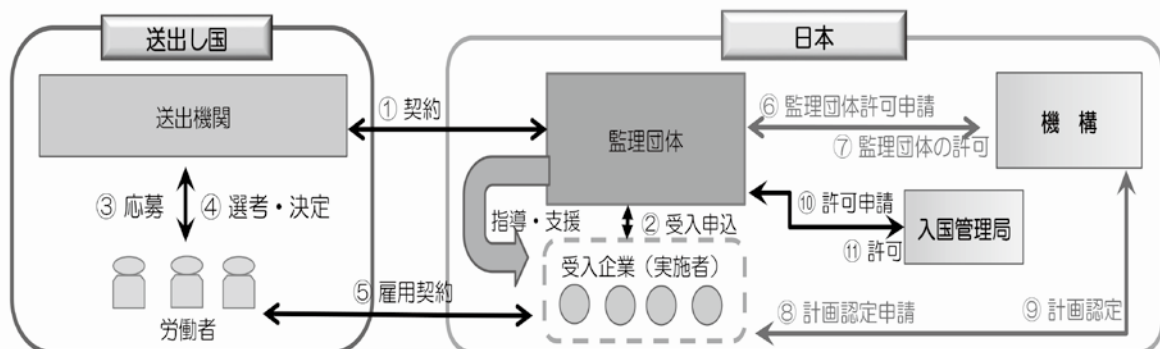 送出し国
日本
送出機関
① 契約
監理団体
⑥ 監理団体許可申請
⑦ 監理団体の許可
機 構
③ 応募
④ 選考・決定
指導・支援
② 受入申込
⑩ 許可申請
⑪ 許可
入国管理局
受入企業（実施者）
労働者
⑤ 雇用契約
⑧ 計画認定申請
⑨ 計画認定